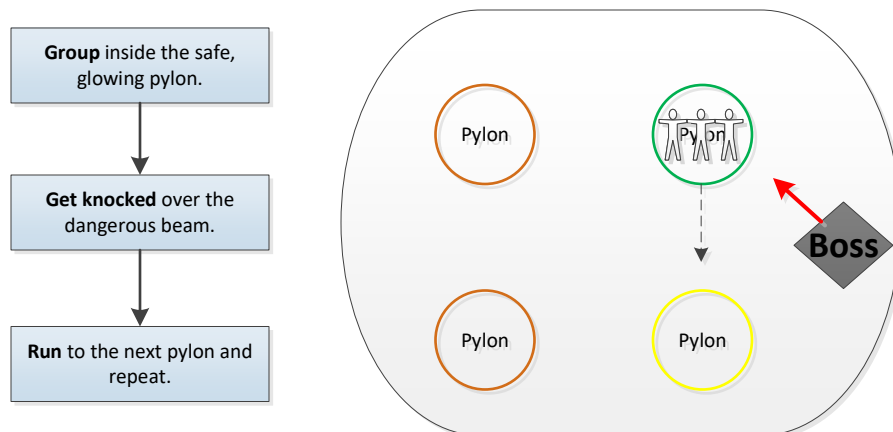 Group inside the safe,
glowing pylon.
Get knocked over the
dangerous beam.
Run to the next pylon and
repeat.
Pylon
Pylon
Boss
Pylon
Pylon